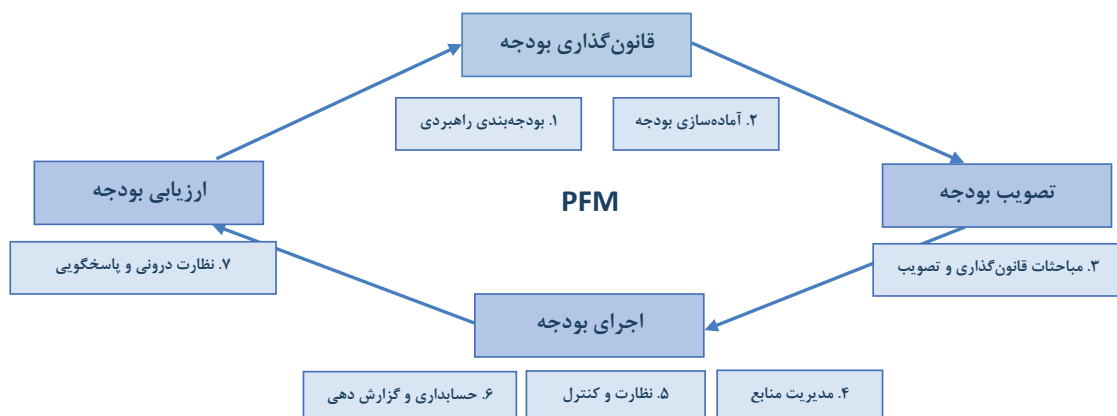 قانون‌گذاری بودجه
۱. بودجه‌بندی راهبردی
۲. آماده‌سازی بودجه
تصویب بودجه
۳. مباحثات قانون‌گذاری و تصویب
PFM
اجرای بودجه
۴. مدیریت منابع
۵. نظارت و کنترل
۶. حسابداری و گزارش دهی
ارزیابی بودجه
۷. نظارت درونی و پاسخگویی